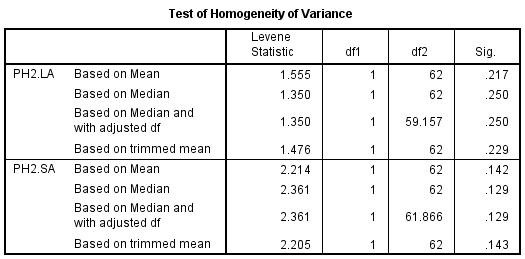 Test of Homogeneity of Variance
Levene Statistic df1 df2 Sig.
PH2.LA Based on Mean 1.555 1 62 .217
Based on Median 1.350 1 62 .250
Based on Median and with adjusted df 1.350 1 59.157 .250
Based on trimmed mean 1.476 1 62 .229
PH2.SA Based on Mean 2.214 1 62 .142
Based on Median 2.361 1 62 .129
Based on Median and with adjusted df 2.361 1 61.866 .129
Based on trimmed mean 2.205 1 62 .143